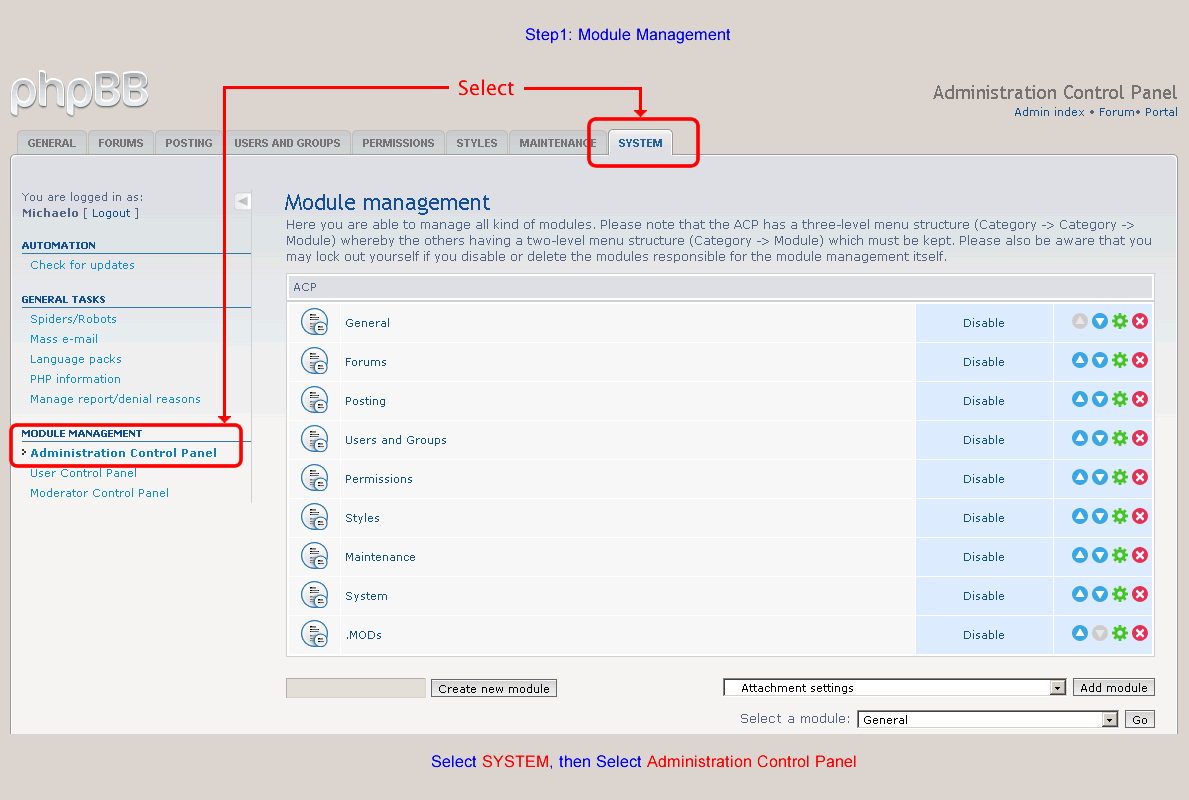 Step1: Module Management
phpBB
Select
Administration Control Panel
Admin index • Forum• Portal
GENERAL FORUMS POSTING USERS AND GROUPS PERMISSIONS STYLES MAINTENANCE SYSTEM
You are logged in as:
Michaelo [ Logout ]
AUTOMATION
Check for updates
GENERAL TASKS
Spiders/Robots
Mass e-mail
Language packs
PHP information
Manage report/denial reasons
MODULE MANAGEMENT
Administration Control Panel
User Control Panel
Moderator Control Panel
Module management
Here you are able to manage all kind of modules. Please note that the ACP has a three-level menu structure (Category -> Category ->
Module) whereby the others having a two-level menu structure (Category -> Module) which must be kept. Please also be aware that you
may lock out yourself if you disable or delete the modules responsible for the module management itself.
ACP
General Disable
Forums Disable
Posting Disable
Users and Groups Disable
Permissions Disable
Styles Disable
Maintenance Disable
System Disable
.MODs Disable
Create new module Attachment settings Add module
Select a module: General Go
Select SYSTEM, then Select Administration Control Panel